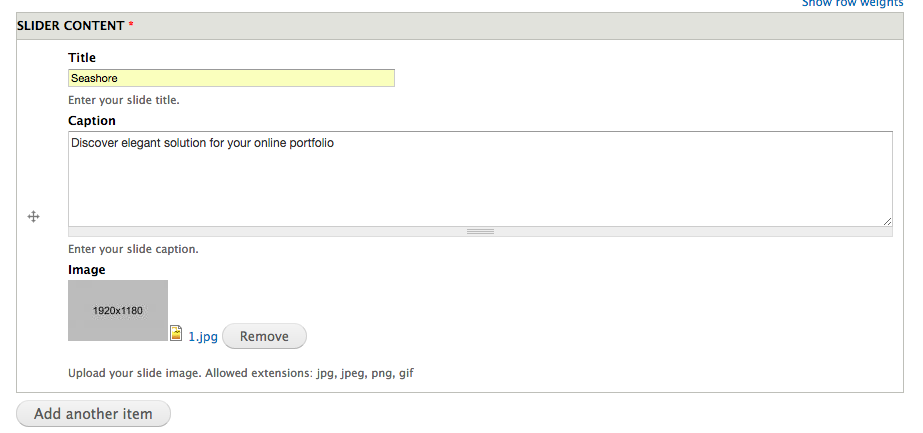 Show row weights
SLIDER CONTENT *
Title
Seashore
Enter your slide title.
Caption
Discover elegant solution for your online portfolio
Enter your slide caption.
Image
1920x1180
1.jpg Remove
Upload your slide image. Allowed extensions: jpg, jpeg, png, gif
Add another item